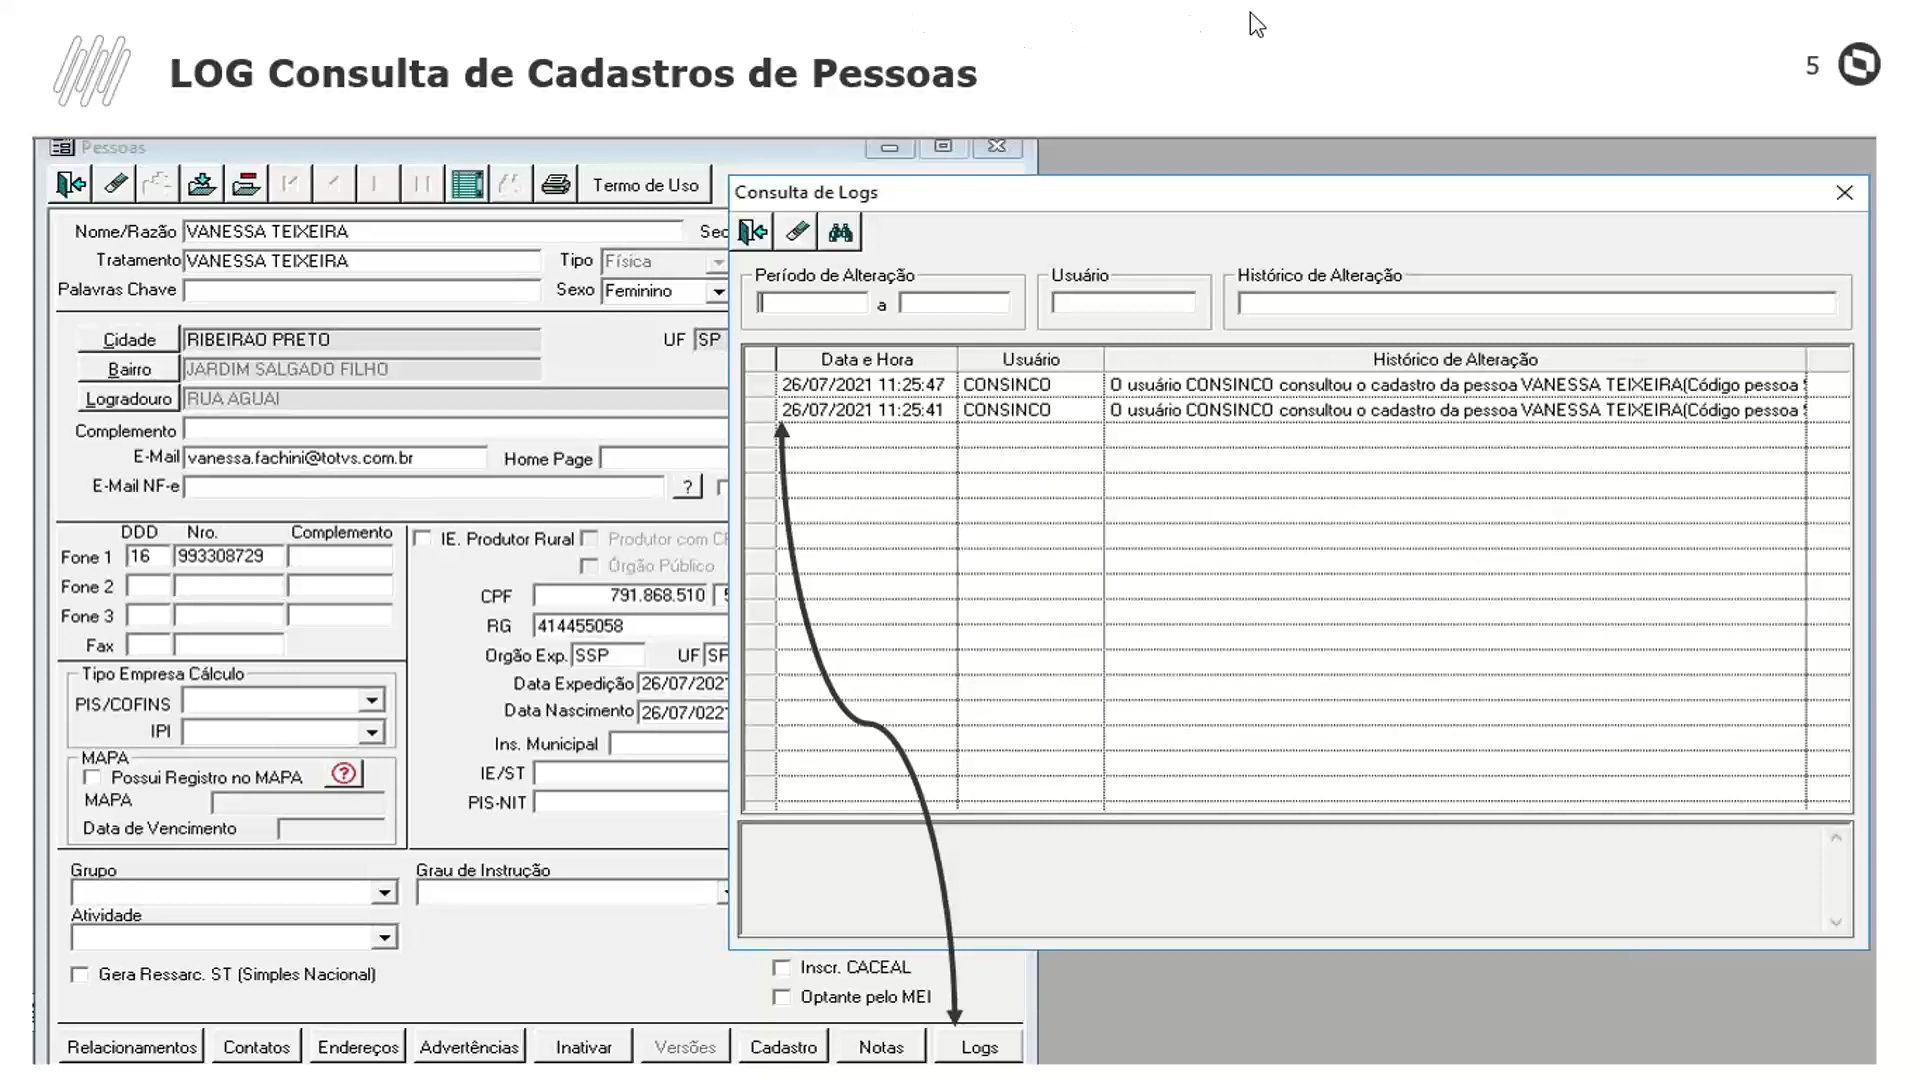 LOG Consulta de Cadastros de Pessoas
5
Pessoas
Termo de Uso
Nome/Razão VANESSA TEIXEIRA
Tratamento VANESSA TEIXEIRA Tipo Física
Palavras Chave Sexo Feminino
Cidade RIBEIRAO PRETO UF SP
Bairro JARDIM SALGADO FILHO
Logradouro RUA AGUAI
Complemento
E-Mail vanessa.fachini@totvs.com.br Home Page
E-Mail NF-e ?
DDD Nro. Complemento
Fone 1 16 993308729
Fone 2
Fone 3
Fax
IE. Produtor Rural Produtor com
Órgão Público
CPF 791.868.510
RG 414455058
Orgão Exp. SSP UF
Data Expedição 26/07/202
Data Nascimento 26/07/022
Ins. Municipal
IE/ST
PIS-NIT
Tipo Empresa Cálculo
PIS/COFINS
IPI
MAPA
Possui Registro no MAPA ?
MAPA
Data de Vencimento
Grupo Grau de Instrução
Atividade
Gera Ressarc. ST (Simples Nacional)
Inscr. CACEAL
Optante pelo MEI
Relacionamentos Contatos Endereços Advertências Inativar Versões Cadastro Notas Logs
Consulta de Logs
Período de Alteração Usuário Histórico de Alteração
a
Data e Hora Usuário Histórico de Alteração
26/07/2021 11:25:47 CONSINCO O usuário CONSINCO consultou o cadastro da pessoa VANESSA TEIXEIRA(Código pessoa
26/07/2021 11:25:41 CONSINCO O usuário CONSINCO consultou o cadastro da pessoa VANESSA TEIXEIRA(Código pessoa